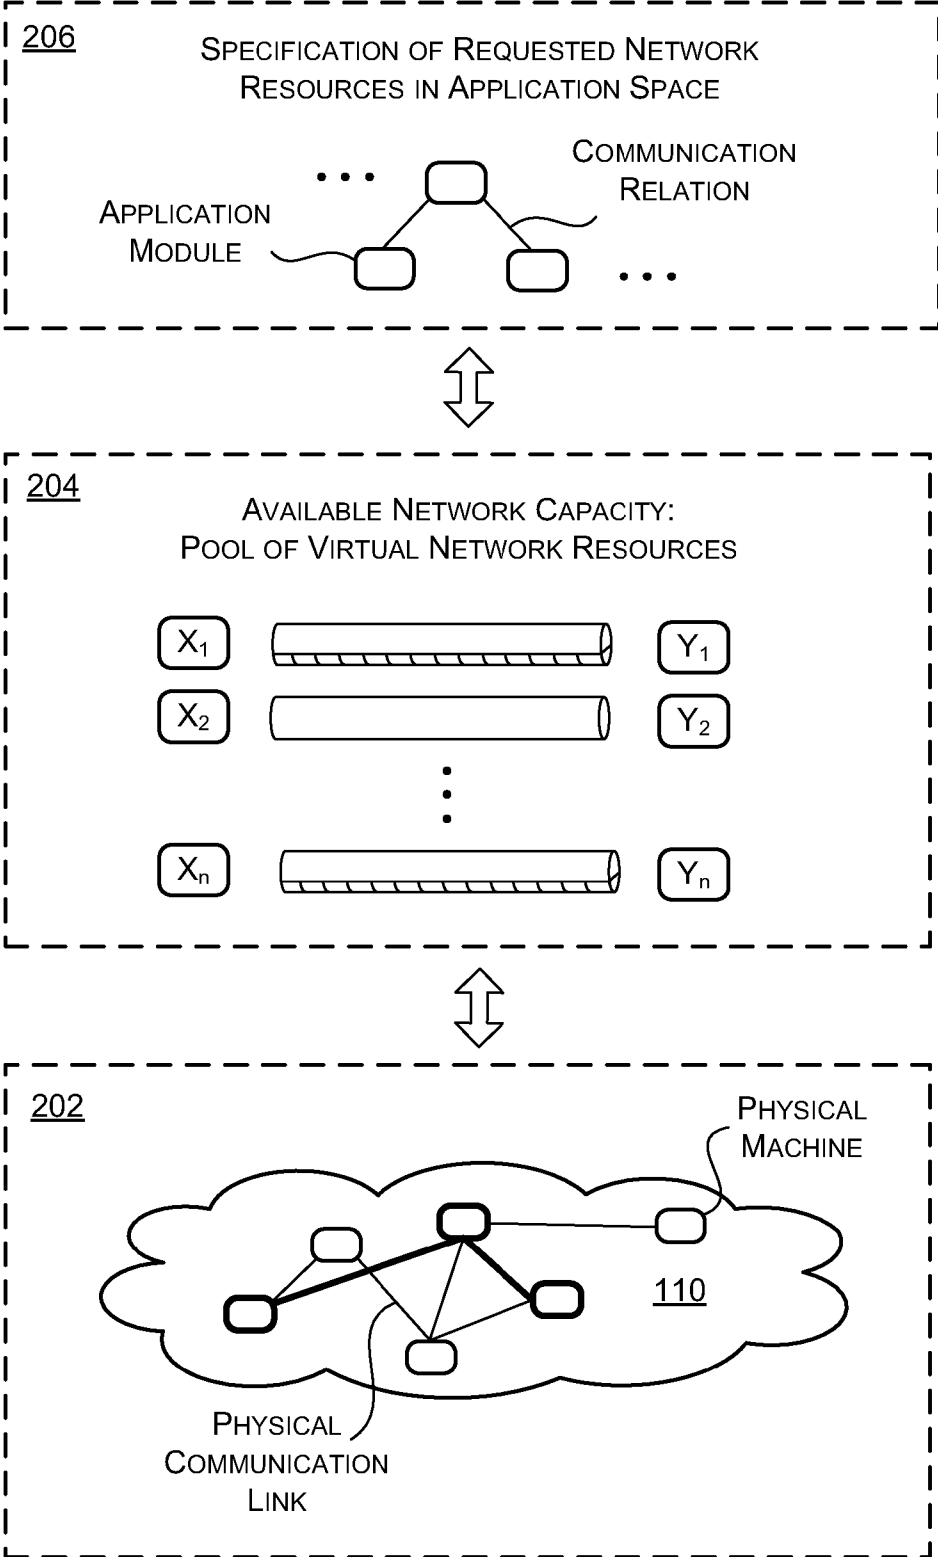 206
SPECIFICATION OF REQUESTED NETWORK
RESOURCES IN APPLICATION SPACE
COMMUNICATION
RELATION
APPLICATION
MODULE
204
AVAILABLE NETWORK CAPACITY:
POOL OF VIRTUAL NETWORK RESOURCES
X₁ Y₁
X₂ Y₂
Xₙ Yₙ
202
PHYSICAL
MACHINE
110
PHYSICAL
COMMUNICATION
LINK